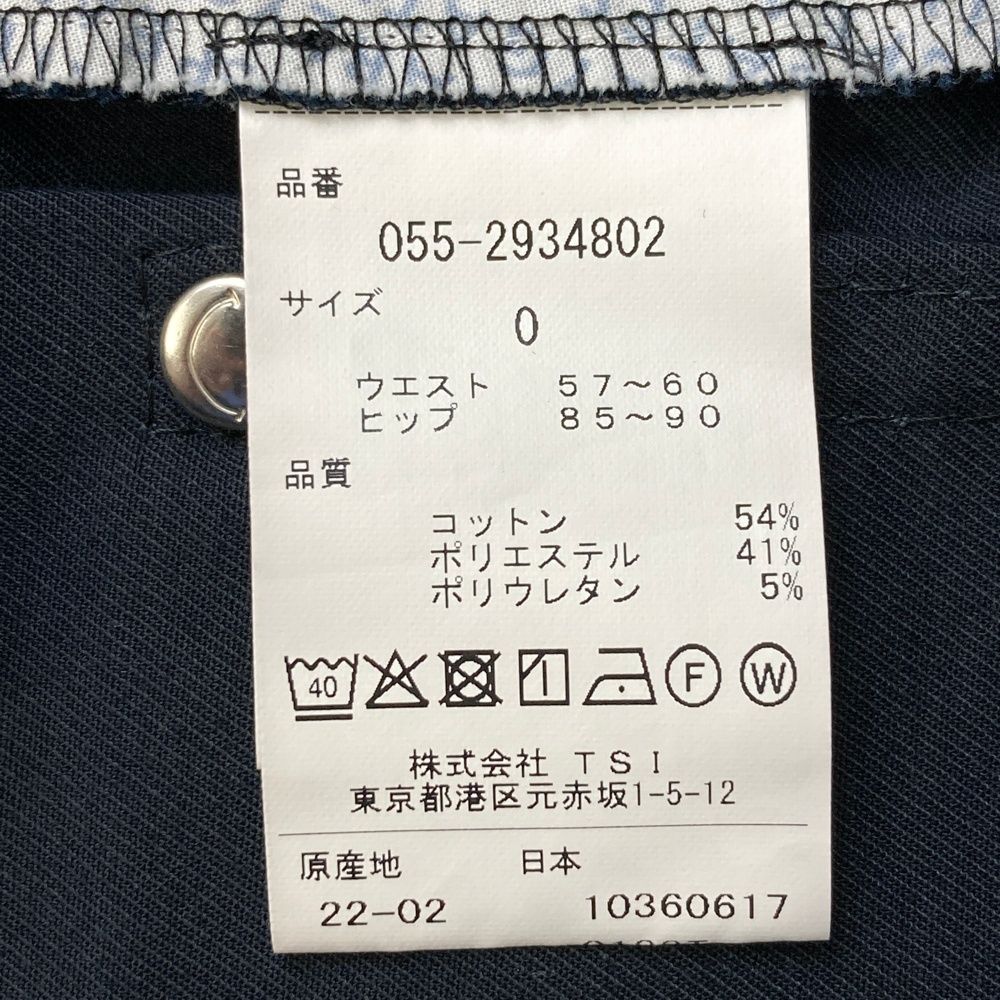 品番
055-2934802
サイズ
0
ウエスト 57～60
ヒップ 85～90
品質
コットン 54%
ポリエステル 41%
ポリウレタン 5%
40 F W
株式会社 TSI
東京都港区元赤坂1-5-12
原産地 日本
22-02 10360617